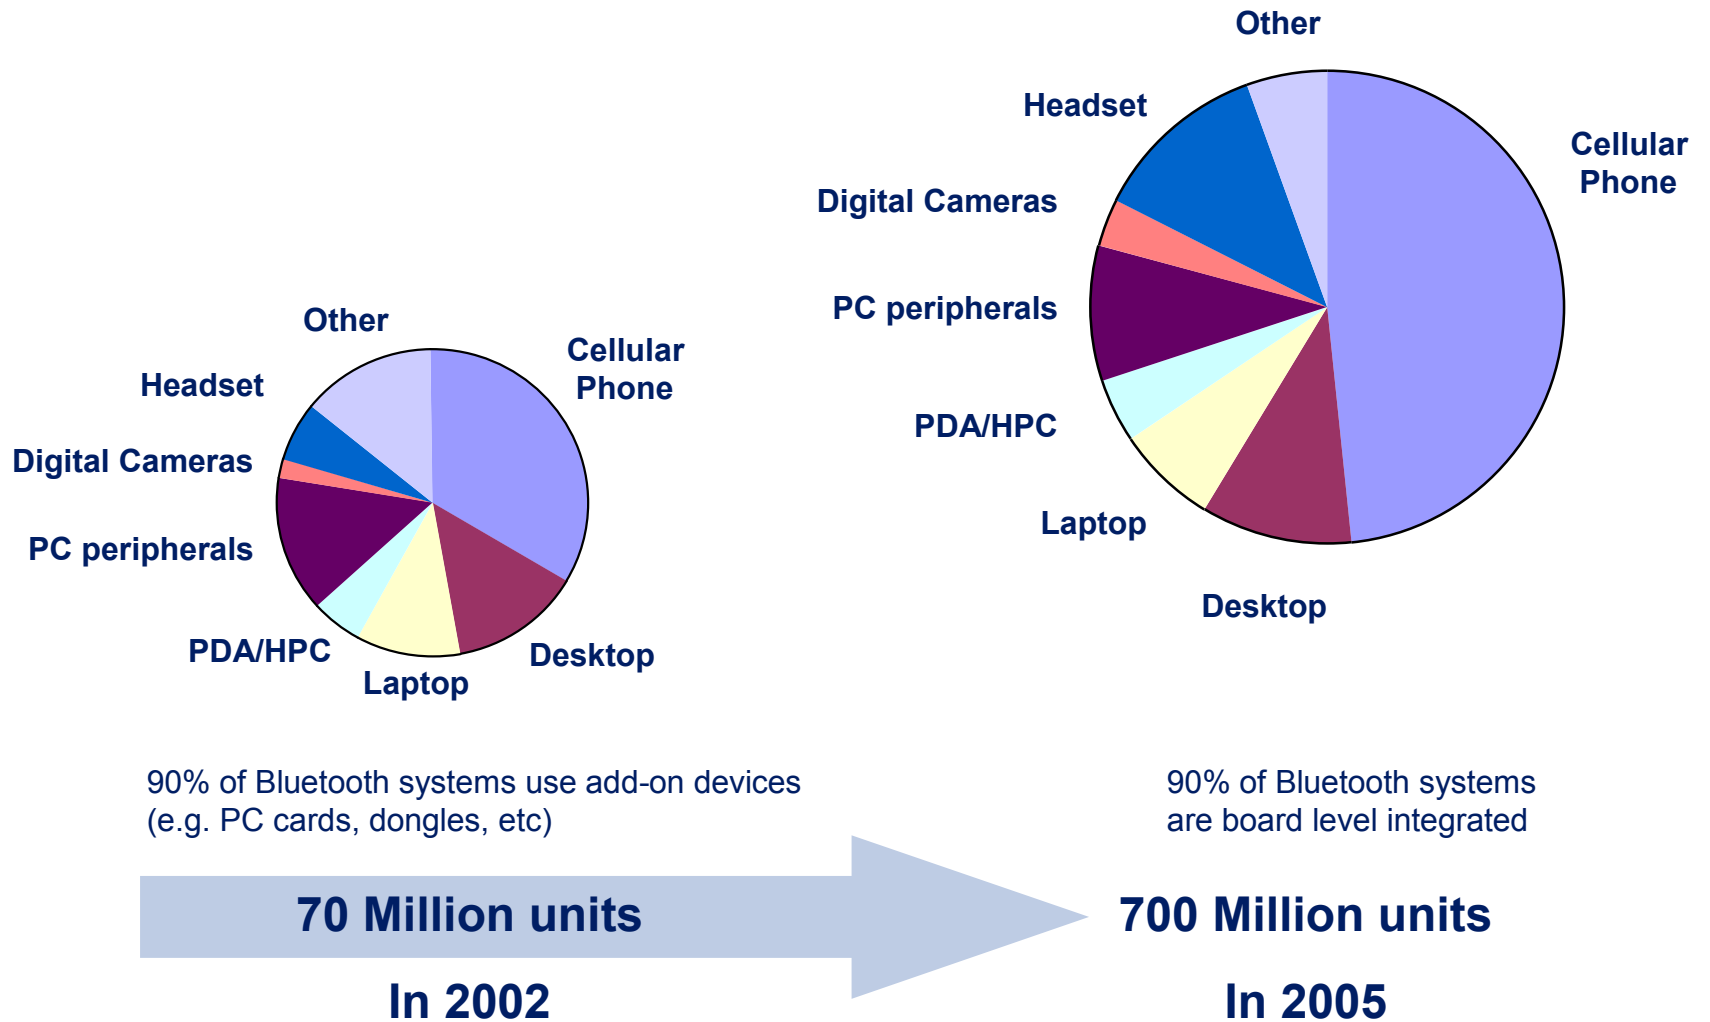 Other
Cellular
Phone
Headset
Digital Cameras
PC peripherals
PDA/HPC
Laptop
Desktop
Other
Headset
Cellular
Phone
Digital Cameras
PC peripherals
PDA/HPC
Laptop
Desktop
90% of Bluetooth systems use add-on devices
(e.g. PC cards, dongles, etc)
90% of Bluetooth systems
are board level integrated
70 Million units
700 Million units
In 2002
In 2005